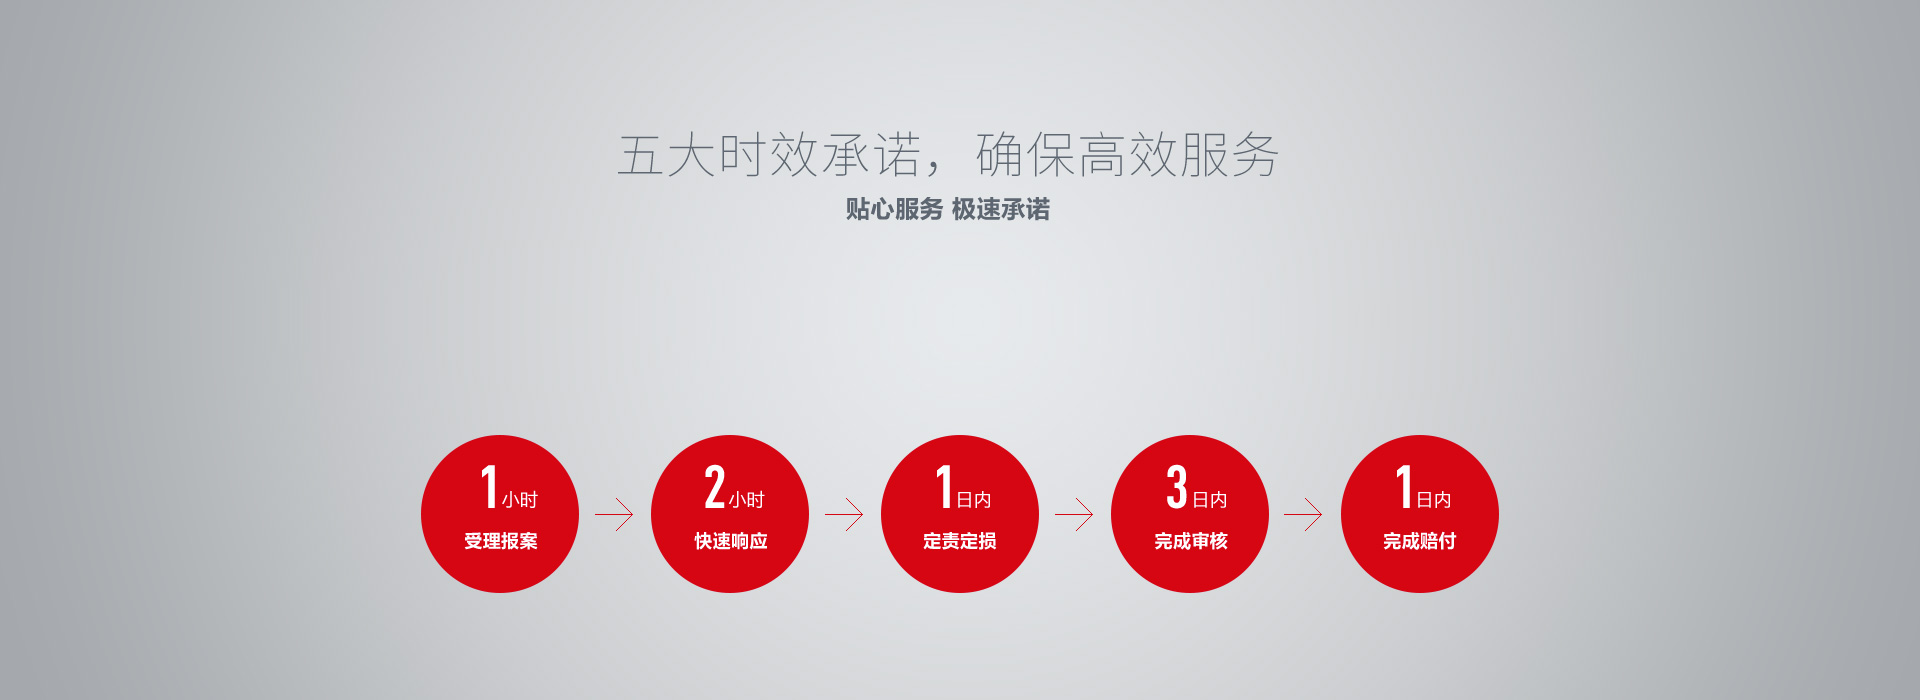 五大时效承诺，确保高效服务
贴心服务 极速承诺
1小时
受理报案
2小时
快速响应
1日内
定责定损
3日内
完成审核
1日内
完成赔付